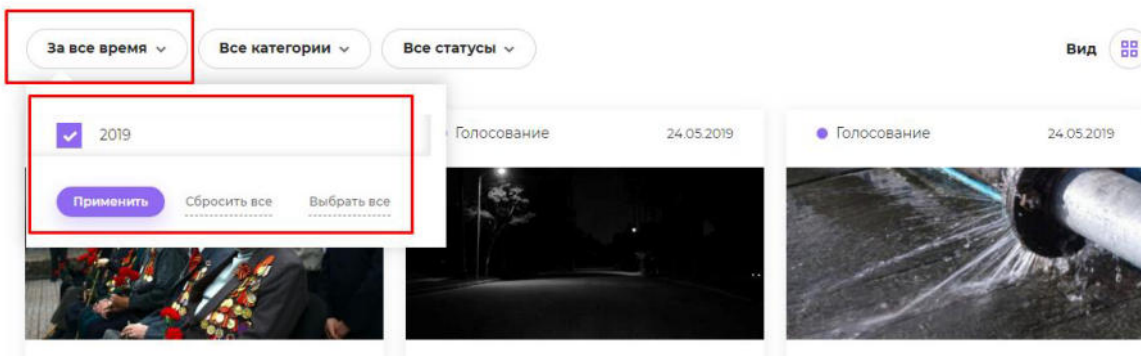 За все время Все категории Все статусы Вид
2019
Голосование 24.05.2019 Голосование 24.05.2019
Применить Сбросить все Выбрать все